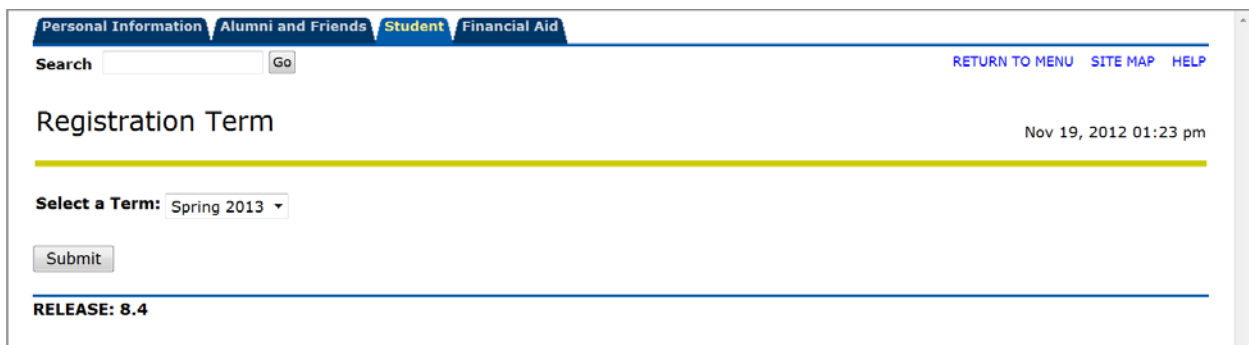 Personal Information Alumni and Friends Student Financial Aid
Search Go RETURN TO MENU SITE MAP HELP
Registration Term
Nov 19, 2012 01:23 pm
Select a Term: Spring 2013
Submit
RELEASE: 8.4